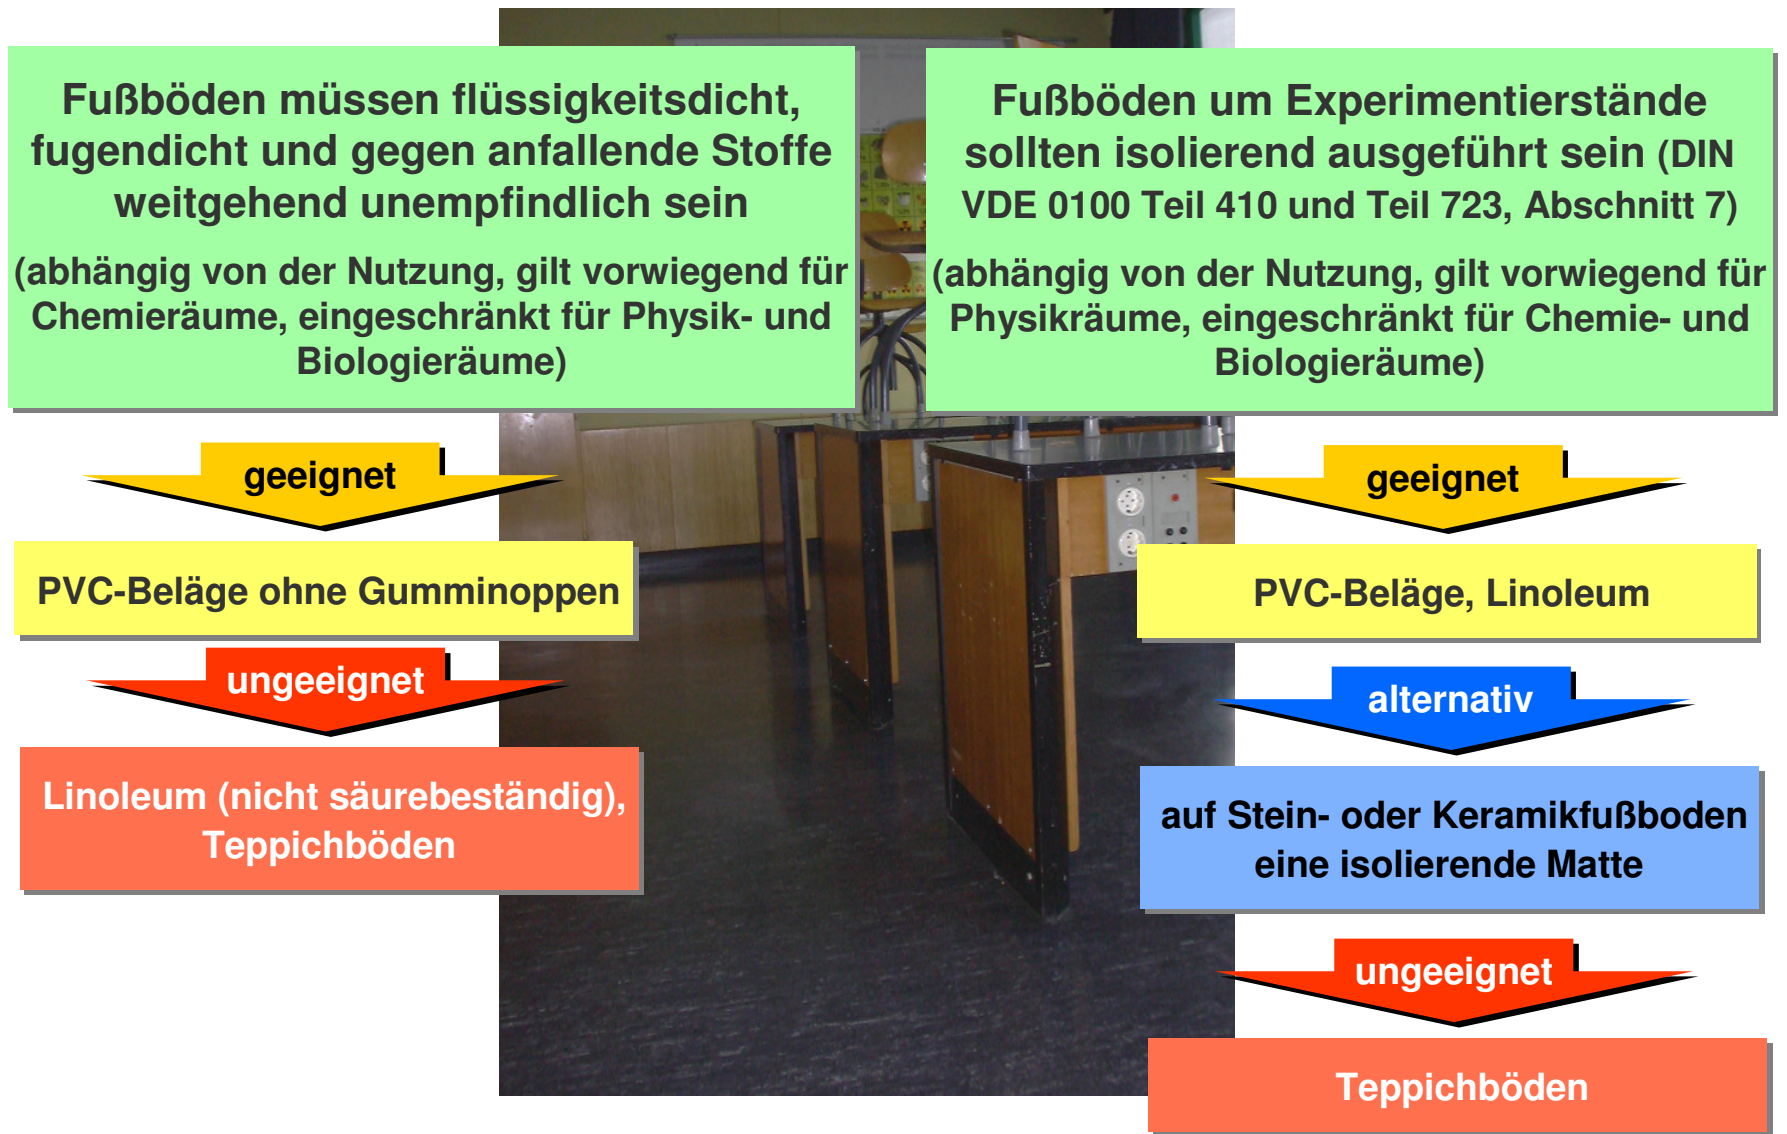 Fußböden müssen flüssigkeitsdicht,
fugendicht und gegen anfallende Stoffe
weitgehend unempfindlich sein
(abhängig von der Nutzung, gilt vorwiegend für
Chemieräume, eingeschränkt für Physik- und
Biologieräume)
geeignet
PVC-Beläge ohne Gumminoppen
ungeeignet
Linoleum (nicht säurebeständig),
Teppichböden
Fußböden um Experimentierstände
sollten isolierend ausgeführt sein (DIN
VDE 0100 Teil 410 und Teil 723, Abschnitt 7)
(abhängig von der Nutzung, gilt vorwiegend für
Physikräume, eingeschränkt für Chemie- und
Biologieräume)
geeignet
PVC-Beläge, Linoleum
alternativ
auf Stein- oder Keramikfußboden
eine isolierende Matte
ungeeignet
Teppichböden